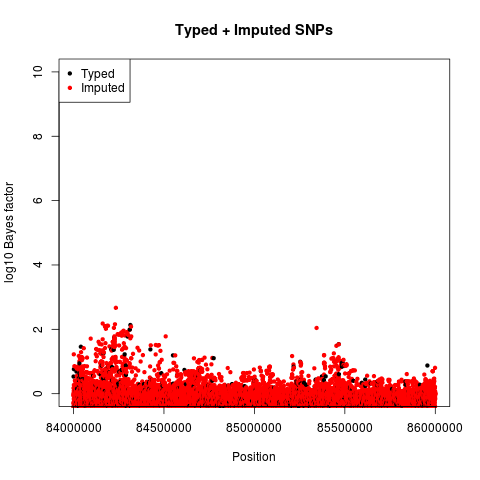 Typed + Imputed SNPs
Typed
Imputed
10
8
6
4
2
0
log10 Bayes factor
84000000 84500000 85000000 85500000 86000000
Position